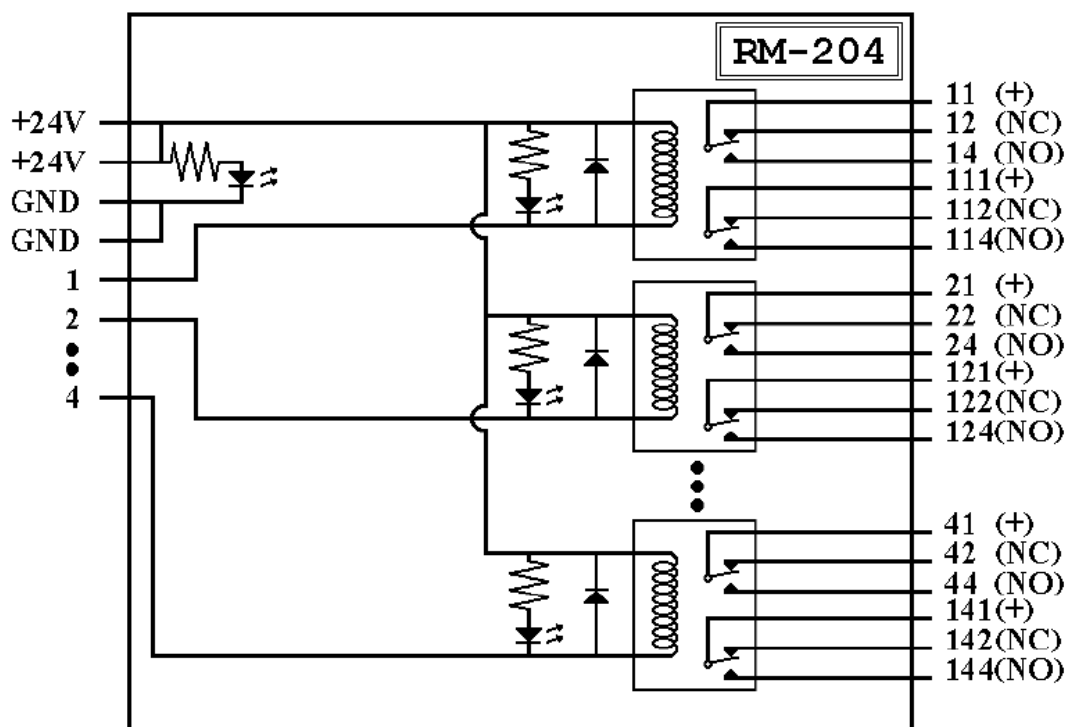 RM-204
+24V
+24V
GND
GND
1
2
4
11 (+)
12 (NC)
14 (NO)
111(+)
112(NC)
114(NO)
21 (+)
22 (NC)
24 (NO)
121(+)
122(NC)
124(NO)
41 (+)
42 (NC)
44 (NO)
141(+)
142(NC)
144(NO)